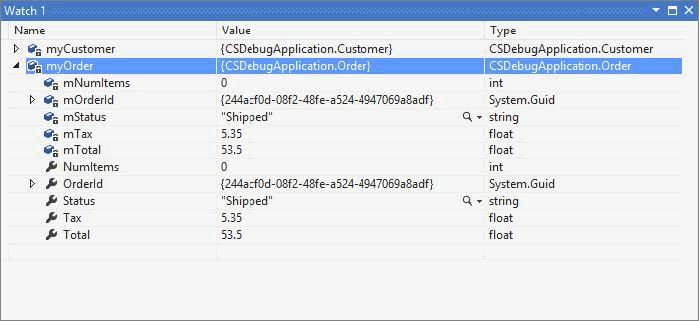 Watch 1
Name Value Type
myCustomer {CSDebugApplication.Customer} CSDebugApplication.Customer
myOrder {CSDebugApplication.Order} CSDebugApplication.Order
mNumItems 0 int
mOrderId {244acf0d-08f2-48fe-a524-4947069a8adf} System.Guid
mStatus "Shipped" string
mTax 5.35 float
mTotal 53.5 float
NumItems 0 int
OrderId {244acf0d-08f2-48fe-a524-4947069a8adf} System.Guid
Status "Shipped" string
Tax 5.35 float
Total 53.5 float